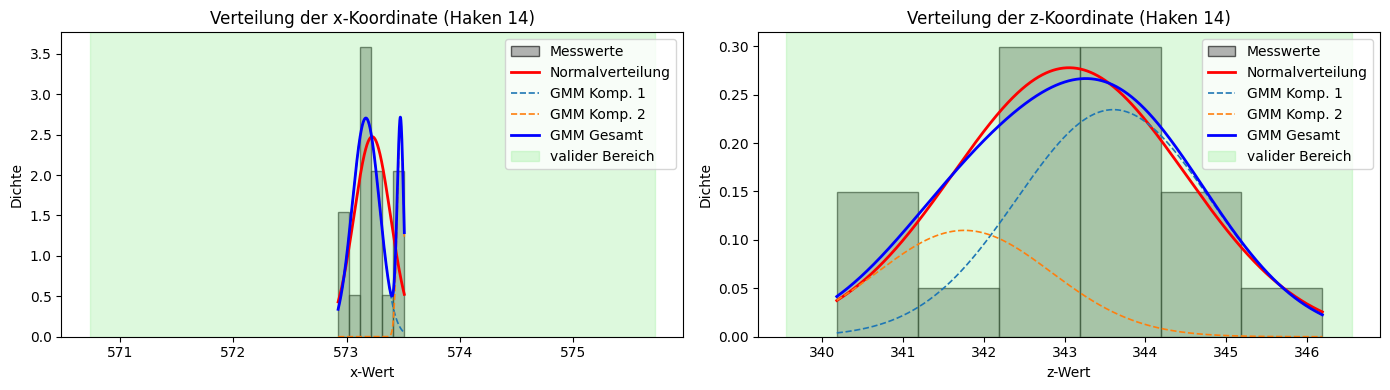 Verteilung der x-Koordinate (Haken 14)
3.5
3.0
2.5
2.0
1.5
1.0
0.5
0.0
Dichte
571
572
573
574
575
x-Wert
Messwerte
Normalverteilung
GMM Komp. 1
GMM Komp. 2
GMM Gesamt
valider Bereich
Verteilung der z-Koordinate (Haken 14)
0.30
0.25
0.20
0.15
0.10
0.05
0.00
Dichte
340
341
342
343
344
345
346
z-Wert
Messwerte
Normalverteilung
GMM Komp. 1
GMM Komp. 2
GMM Gesamt
valider Bereich